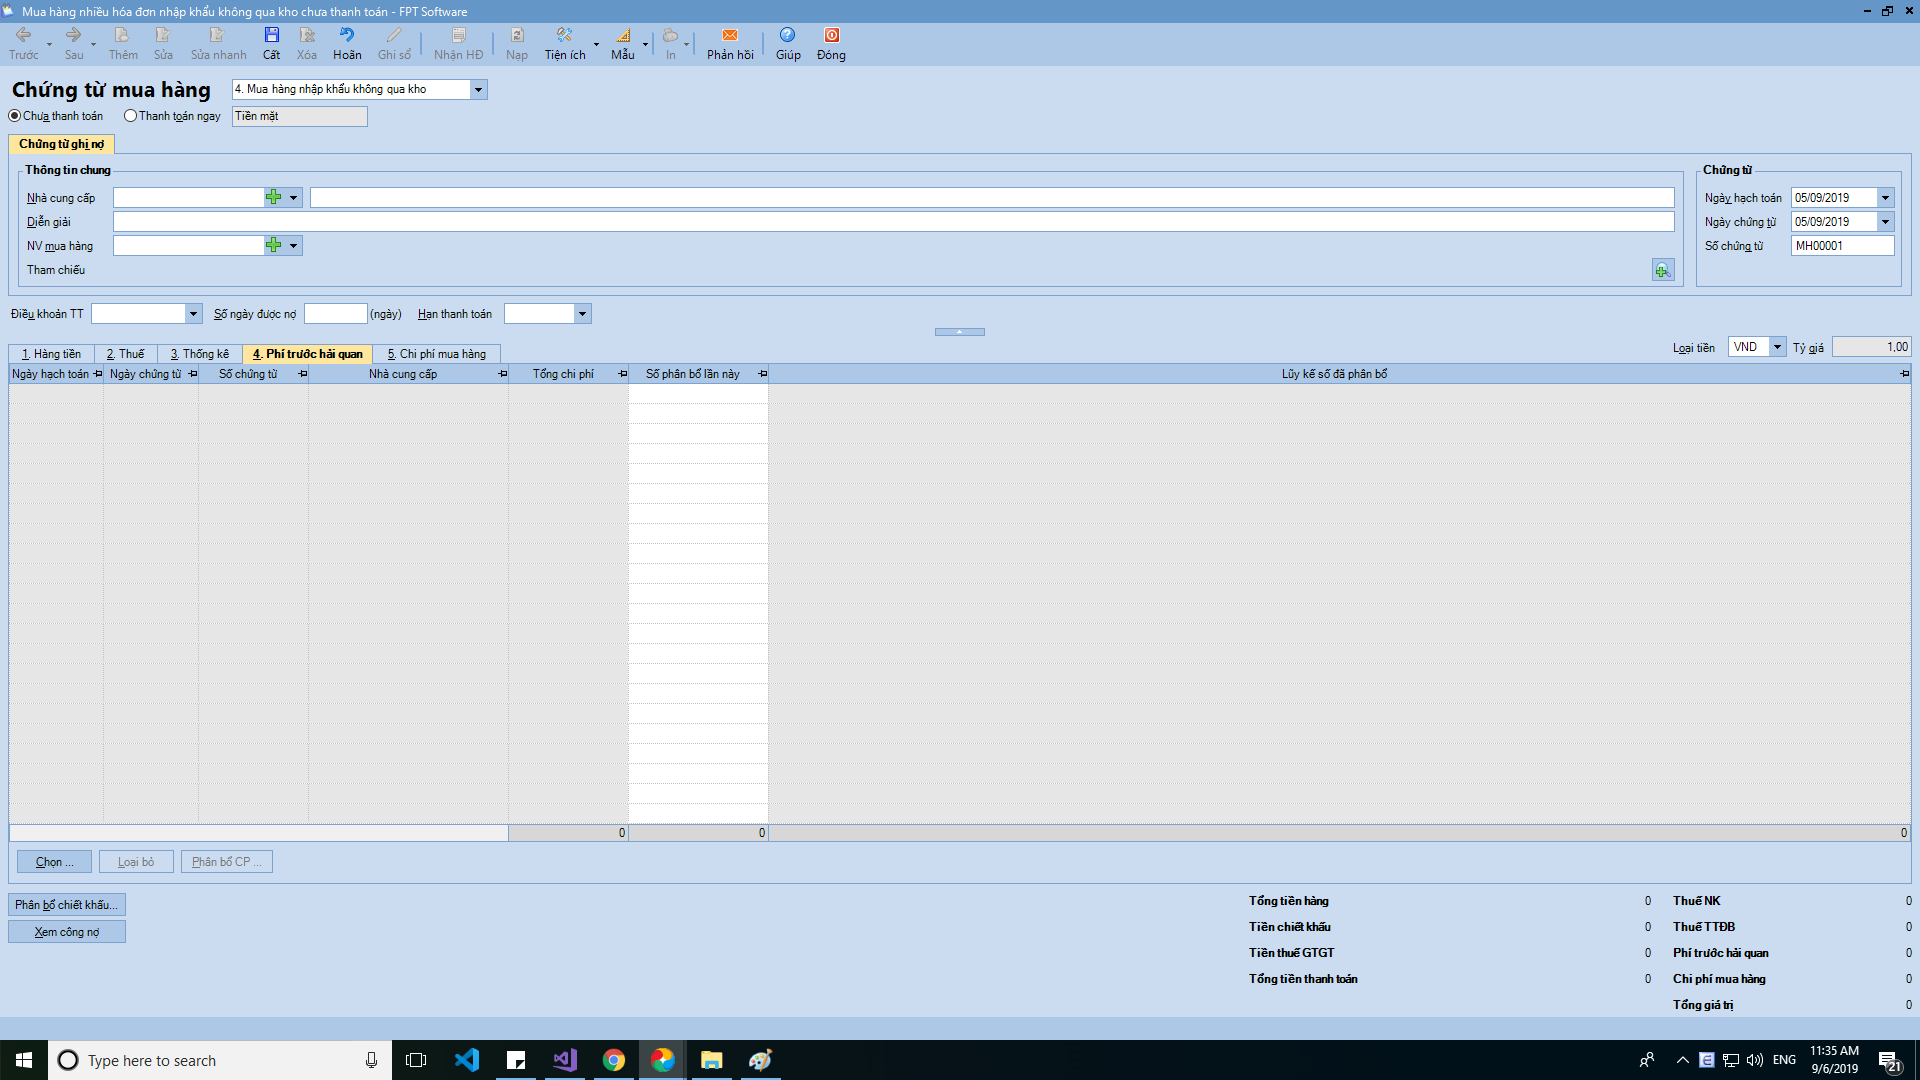 Mua hàng nhiều hóa đơn nhập khẩu không qua kho chưa thanh toán - FPT Software
Trước Sau Thêm Sửa Sửa nhanh Cất Xóa Hoãn Ghi sổ Nhận HĐ Nạp Tiện ích Mẫu In Phản hồi Giúp Đóng
Chứng từ mua hàng 4. Mua hàng nhập khẩu không qua kho
Chưa thanh toán Thanh toán ngay Tiền mặt
Chứng từ ghi nợ
Thông tin chung
Nhà cung cấp
Diễn giải
NV mua hàng
Tham chiếu
Chứng từ
Ngày hạch toán 05/09/2019
Ngày chứng từ 05/09/2019
Số chứng từ MH00001
Điều khoản TT Số ngày được nợ (ngày) Hạn thanh toán
1. Hàng tiền 2. Thuế 3. Thống kê 4. Phí trước hải quan 5. Chi phí mua hàng
Loại tiền VND Tỷ giá 1,00
Ngày hạch toán Ngày chứng từ Số chứng từ Nhà cung cấp Tổng chi phí Số phân bổ lần này Lũy kế số đã phân bổ
0 0 0
Chọn ... Loại bỏ Phân bổ CP ...
Phân bổ chiết khấu...
Xem công nợ
Tổng tiền hàng 0 Thuế NK 0
Tiền chiết khấu 0 Thuế TTĐB 0
Tiền thuế GTGT 0 Phí trước hải quan 0
Tổng tiền thanh toán 0 Chi phí mua hàng 0
Tổng giá trị 0
Type here to search
ENG
11:35 AM
9/6/2019
21